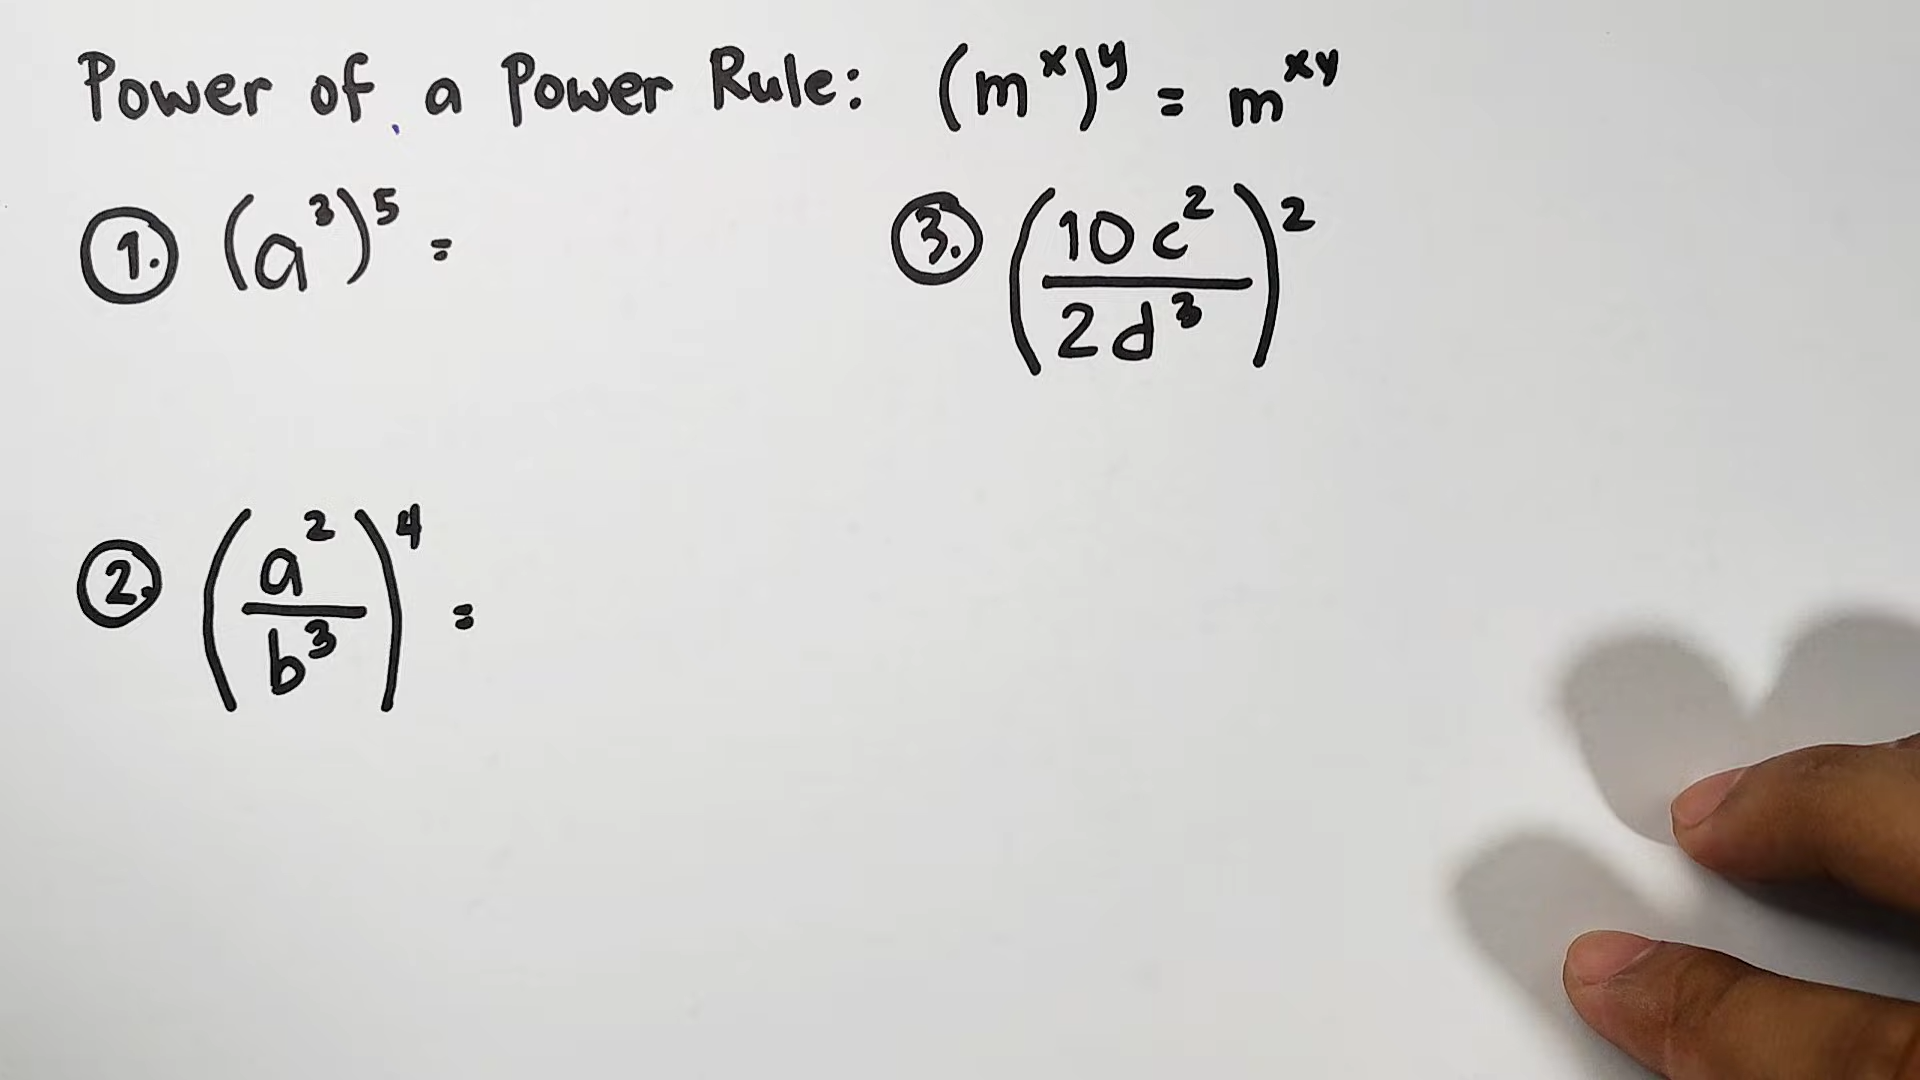 Power of a Power Rule: (m^x)^y = m^xy
1. (a^3)^5 =
2. (a^2/b^3)^4 =
3. (10c^2/2d^3)^2